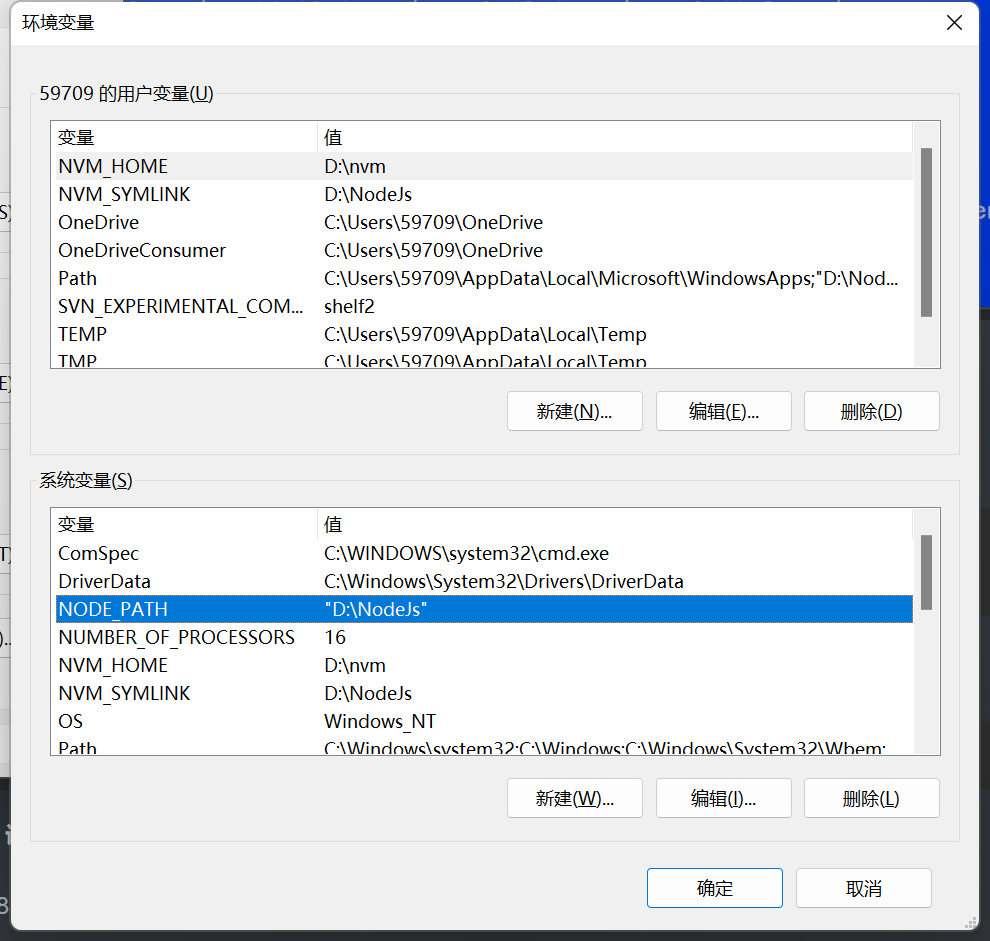 环境变量
59709 的用户变量(U)
变量 值
NVM_HOME D:\nvm
NVM_SYMLINK D:\NodeJs
OneDrive C:\Users\59709\OneDrive
OneDriveConsumer C:\Users\59709\OneDrive
Path C:\Users\59709\AppData\Local\Microsoft\WindowsApps;"D:\Nod...
SVN_EXPERIMENTAL_COM... shelf2
TEMP C:\Users\59709\AppData\Local\Temp
TMP C:\Users\59709\AppData\Local\Temp
新建(N)... 编辑(E)... 删除(D)
系统变量(S)
变量 值
ComSpec C:\WINDOWS\system32\cmd.exe
DriverData C:\Windows\System32\Drivers\DriverData
NODE_PATH "D:\NodeJs"
NUMBER_OF_PROCESSORS 16
NVM_HOME D:\nvm
NVM_SYMLINK D:\NodeJs
OS Windows_NT
Path C:\Windows\system32;C:\Windows;C:\Windows\System32\Wbem;
新建(W)... 编辑(I)... 删除(L)
确定 取消